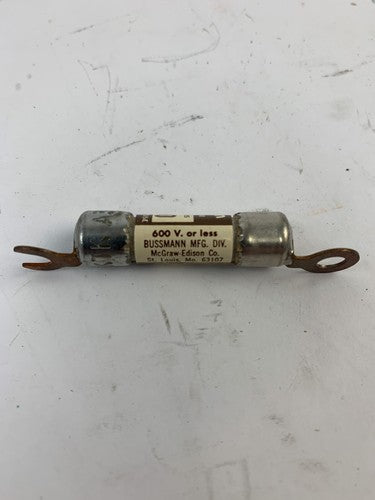 600 V. or less
BUSSMANN MFG. DIV.
McGraw-Edison Co.
St. Louis, Mo. 63107